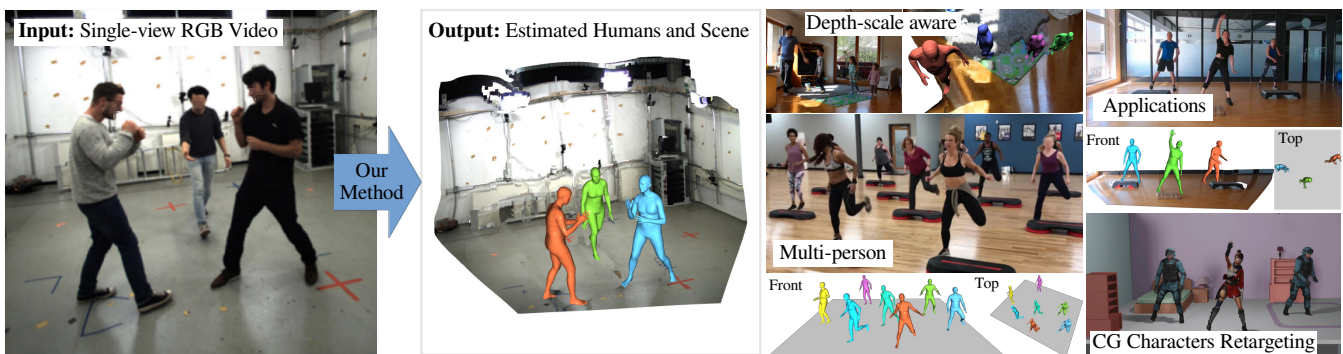 Input: Single-view RGB Video
Our
Method
Output: Estimated Humans and Scene
Depth-scale aware
Multi-person
Front
Top
Applications
Front
Top
CG Characters Retargeting